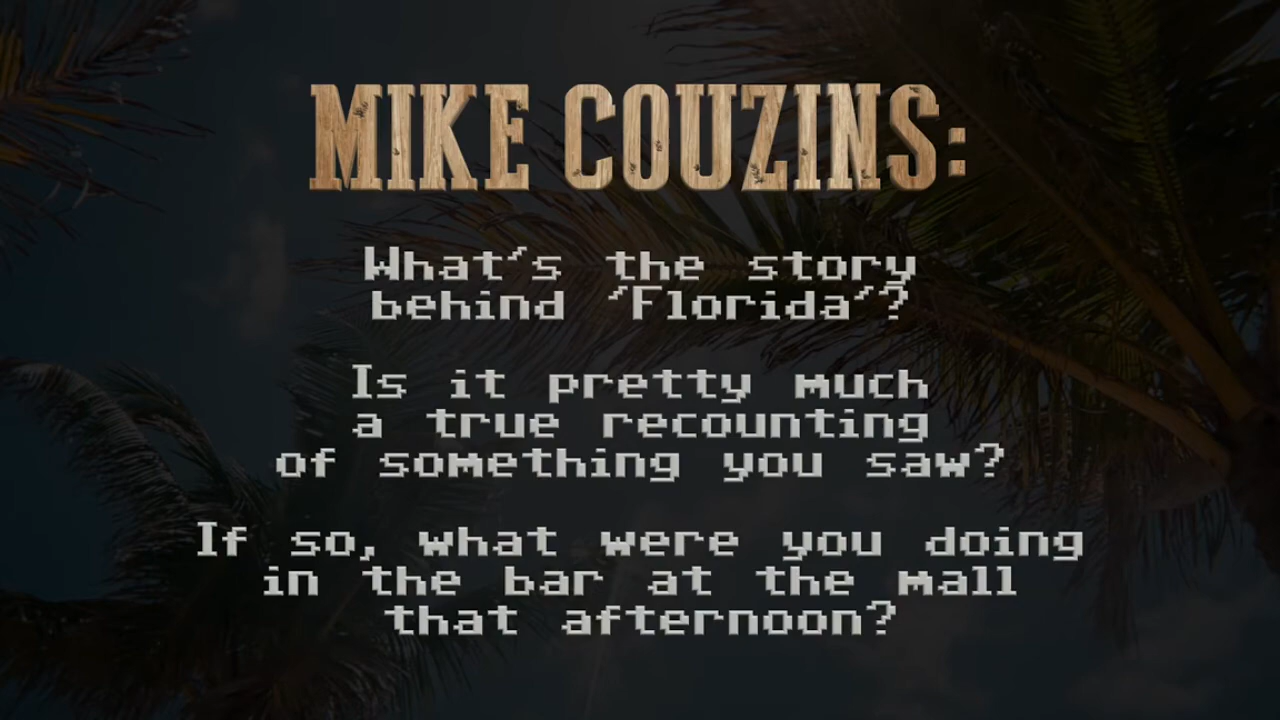 MIKE COUZINS:
What's the story
behind 'Florida'?
Is it pretty much
a true recounting
of something you saw?
If so, what were you doing
in the bar at the mall
that afternoon?